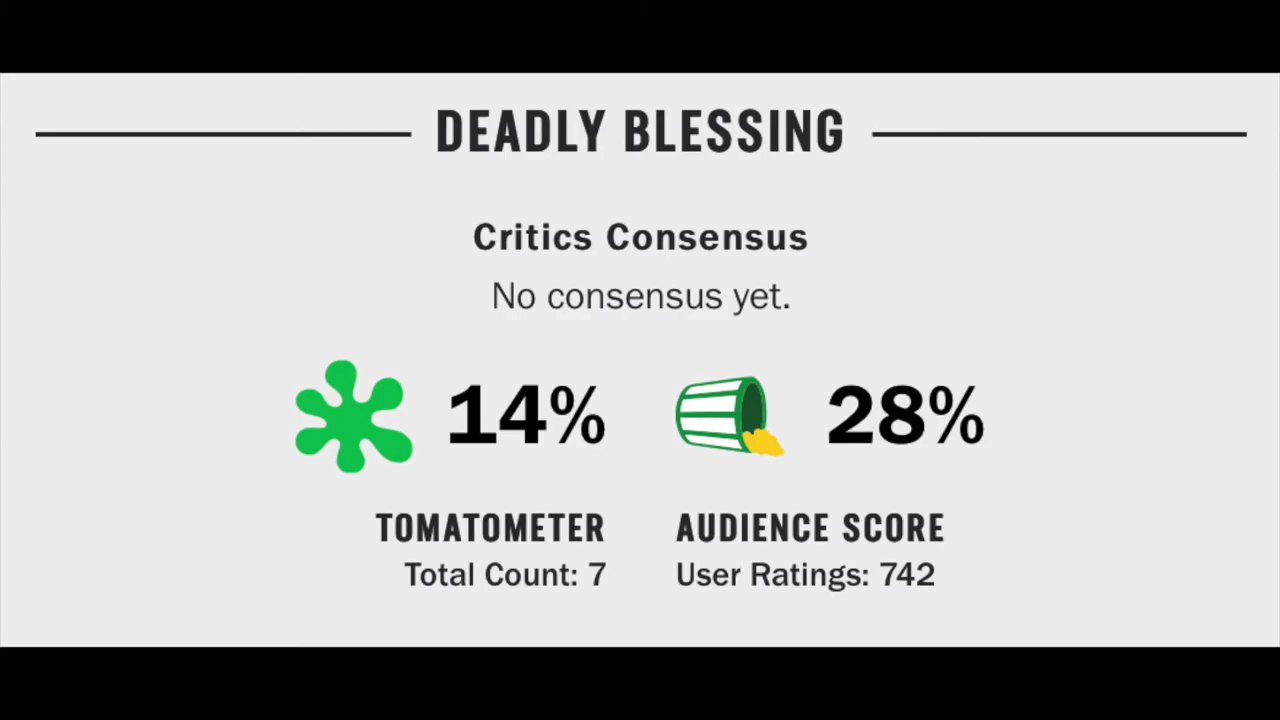 DEADLY BLESSING
Critics Consensus
No consensus yet.
14% 28%
TOMATOMETER AUDIENCE SCORE
Total Count: 7 User Ratings: 742